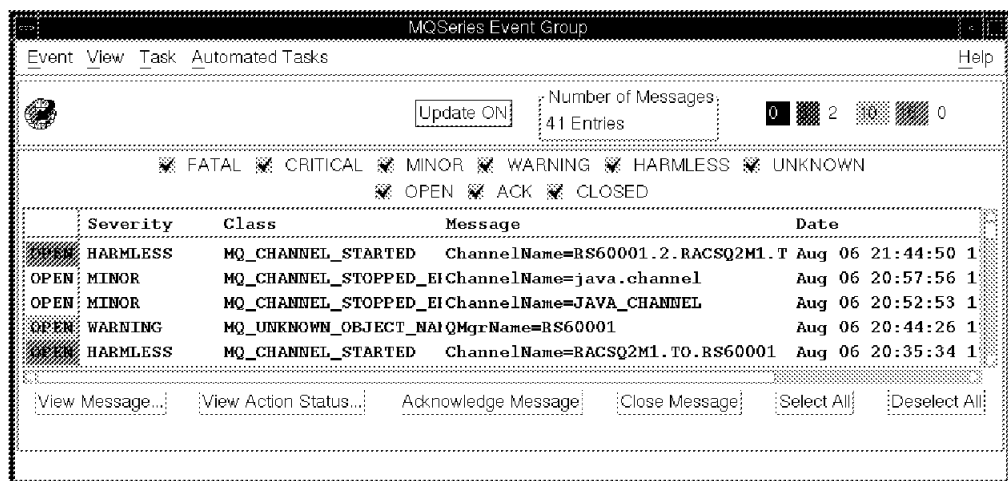 MQSeries Event Group
Event View Task Automated Tasks Help
Update ON
Number of Messages
41 Entries
0 2 0
FATAL CRITICAL MINOR WARNING HARMLESS UNKNOWN
OPEN ACK CLOSED
Severity Class Message Date
OPEN HARMLESS MQ_CHANNEL_STARTED ChannelName=RS60001.2.RACSQ2M1.T Aug 06 21:44:50 1
OPEN MINOR MQ_CHANNEL_STOPPED_E ChannelName=java.channel Aug 06 20:57:56 1
OPEN MINOR MQ_CHANNEL_STOPPED_E ChannelName=JAVA_CHANNEL Aug 06 20:52:53 1
OPEN WARNING MQ_UNKNOWN_OBJECT_NA QMgrName=RS60001 Aug 06 20:44:26 1
OPEN HARMLESS MQ_CHANNEL_STARTED ChannelName=RACSQ2M1.TO.RS60001 Aug 06 20:35:34 1
View Message... View Action Status... Acknowledge Message Close Message Select All Deselect All